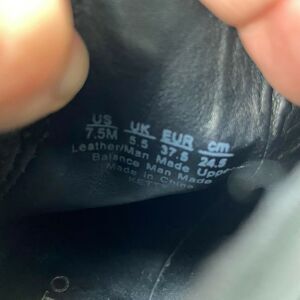 US UK EUR cm
7.5M 5.5 37.5 24.5
Leather/Man Made Upper
Balance Man Made
Made in China